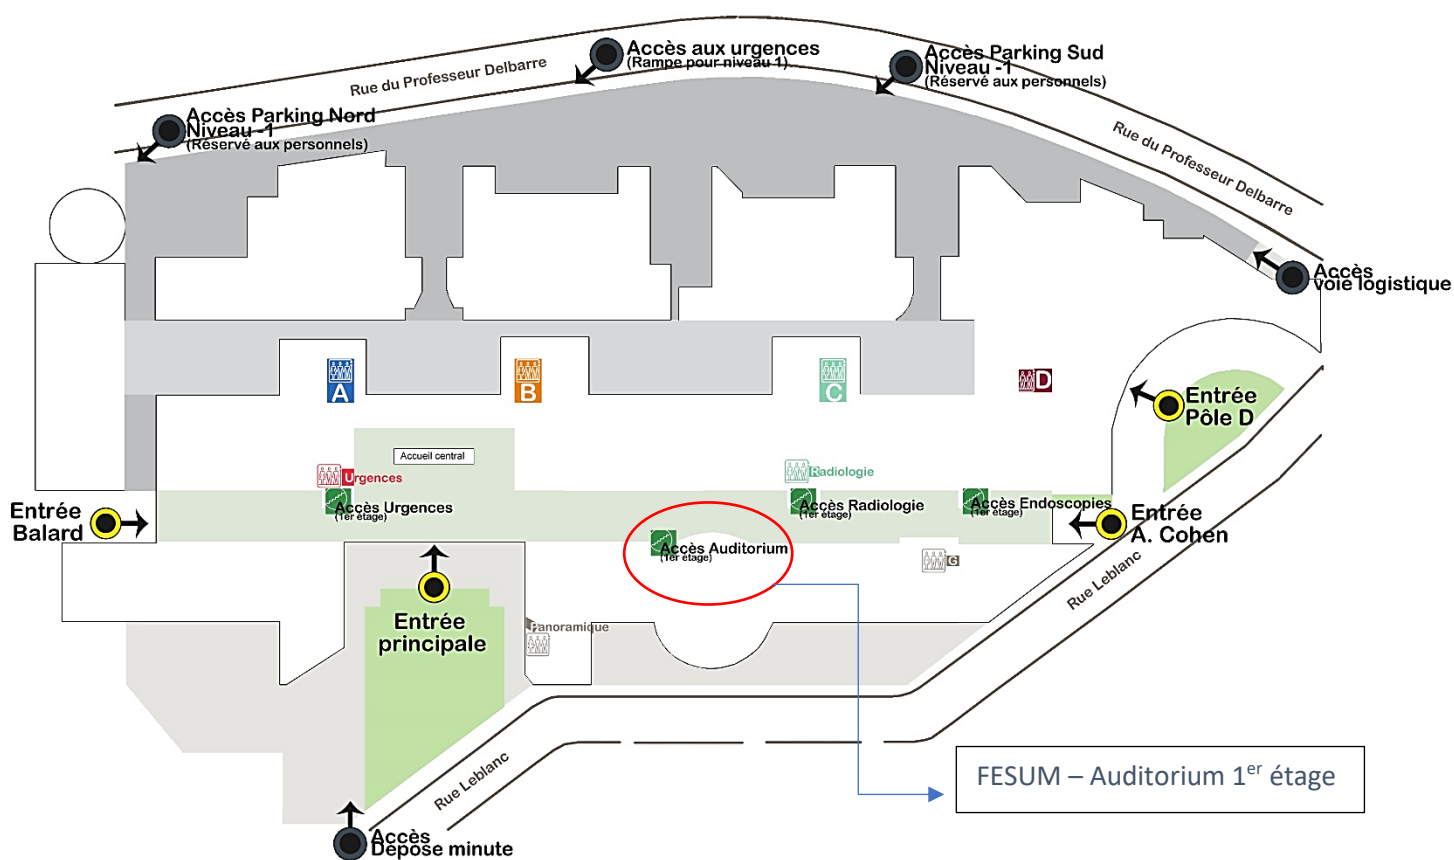 Accès aux urgences
(Rampe pour niveau 1)
Accès Parking Sud
Niveau -1
(Réservé aux personnels)
Rue du Professeur Delbarre
Accès Parking Nord
Niveau -1
(Réservé aux personnels)
Rue du Professeur Delbarre
Accès
voie logistique
A
B
C
D
Entrée
Pôle D
Accueil central
Urgences
Radiologie
Accès Urgences
(1er étage)
Accès Radiologie
(1er étage)
Accès Endoscopies
(1er étage)
Entrée
Balard
Entrée
A. Cohen
Accès Auditorium
(1er étage)
G
Rue Leblanc
Entrée
principale
Panoramique
Rue Leblanc
FESUM – Auditorium 1er étage
Accès
Dépose minute